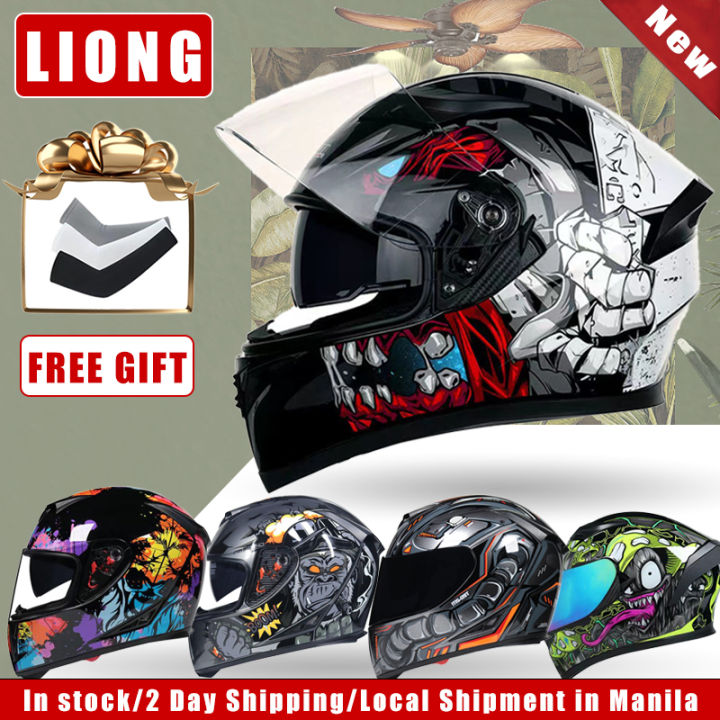 LIONG
New
FREE GIFT
In stock/2 Day Shipping/Local Shipment in Manila